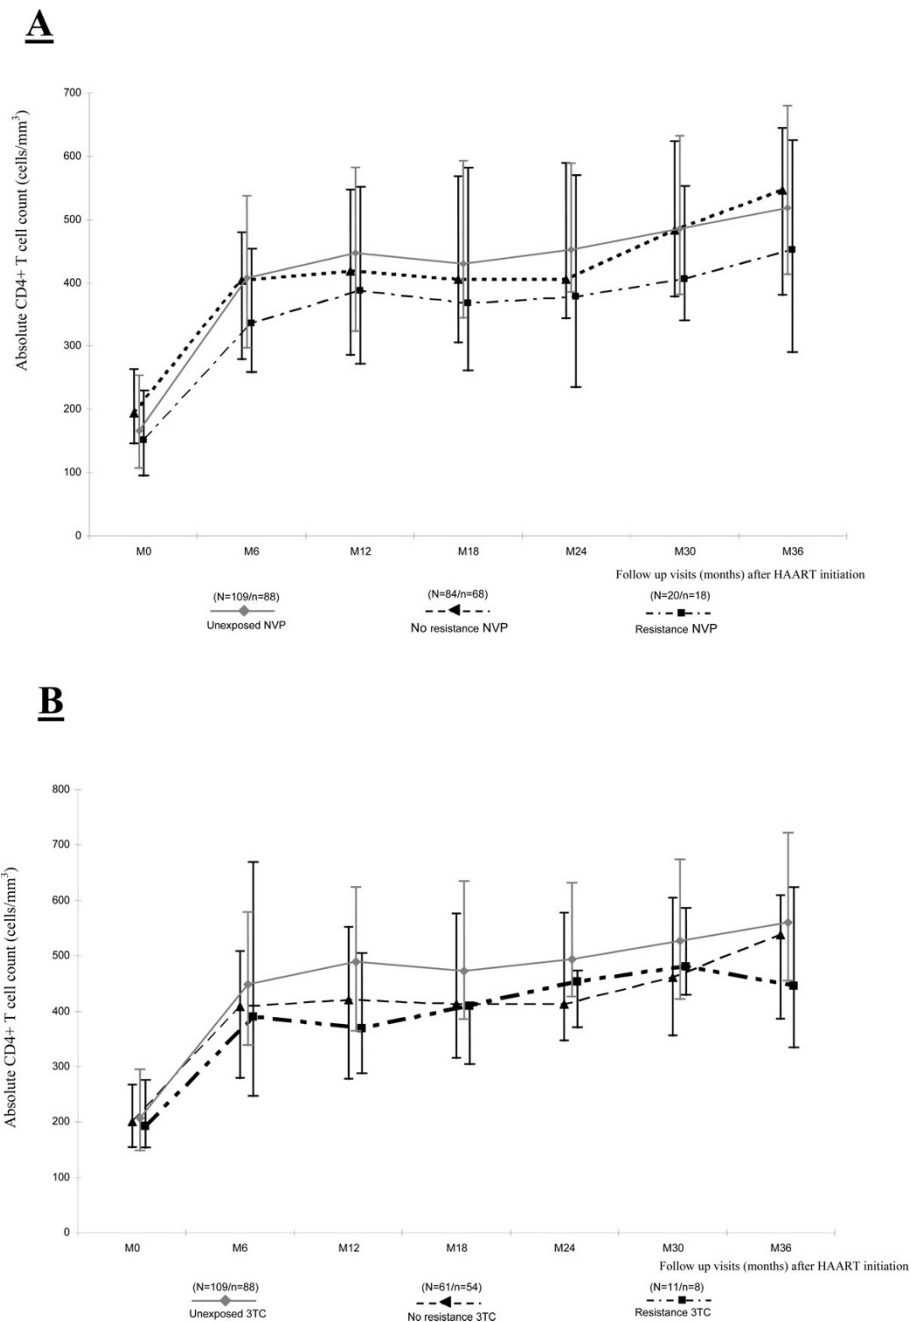 A
Absolute CD4+ T cell count (cells/mm³)
700
600
500
400
300
200
100
0
M0 M6 M12 M18 M24 M30 M36
Follow up visits (months) after HAART initiation
(N=109/n=88) (N=84/n=68) (N=20/n=18)
Unexposed NVP No resistance NVP Resistance NVP
B
Absolute CD4+ T cell count (cells/mm³)
800
700
600
500
400
300
200
100
0
M0 M6 M12 M18 M24 M30 M36
Follow up visits (months) after HAART initiation
(N=109/n=88) (N=61/n=54) (N=11/n=8)
Unexposed 3TC No resistance 3TC Resistance 3TC